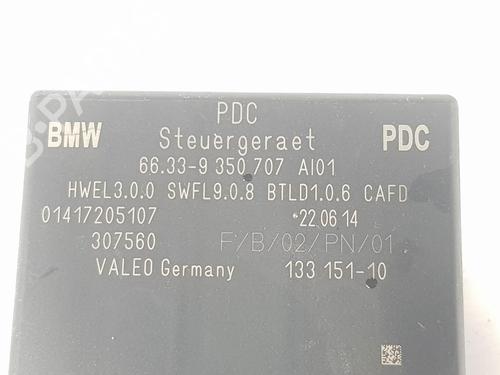 PDC
BMW Steuergeraet PDC
66.33-9 350 707 AI01
HWEL3.0.0 SWFL9.0.8 BTLD1.0.6 CAFD
01417205107 22.06.14
307560 F/B/02/PN/01
VALEO Germany 133 151-10